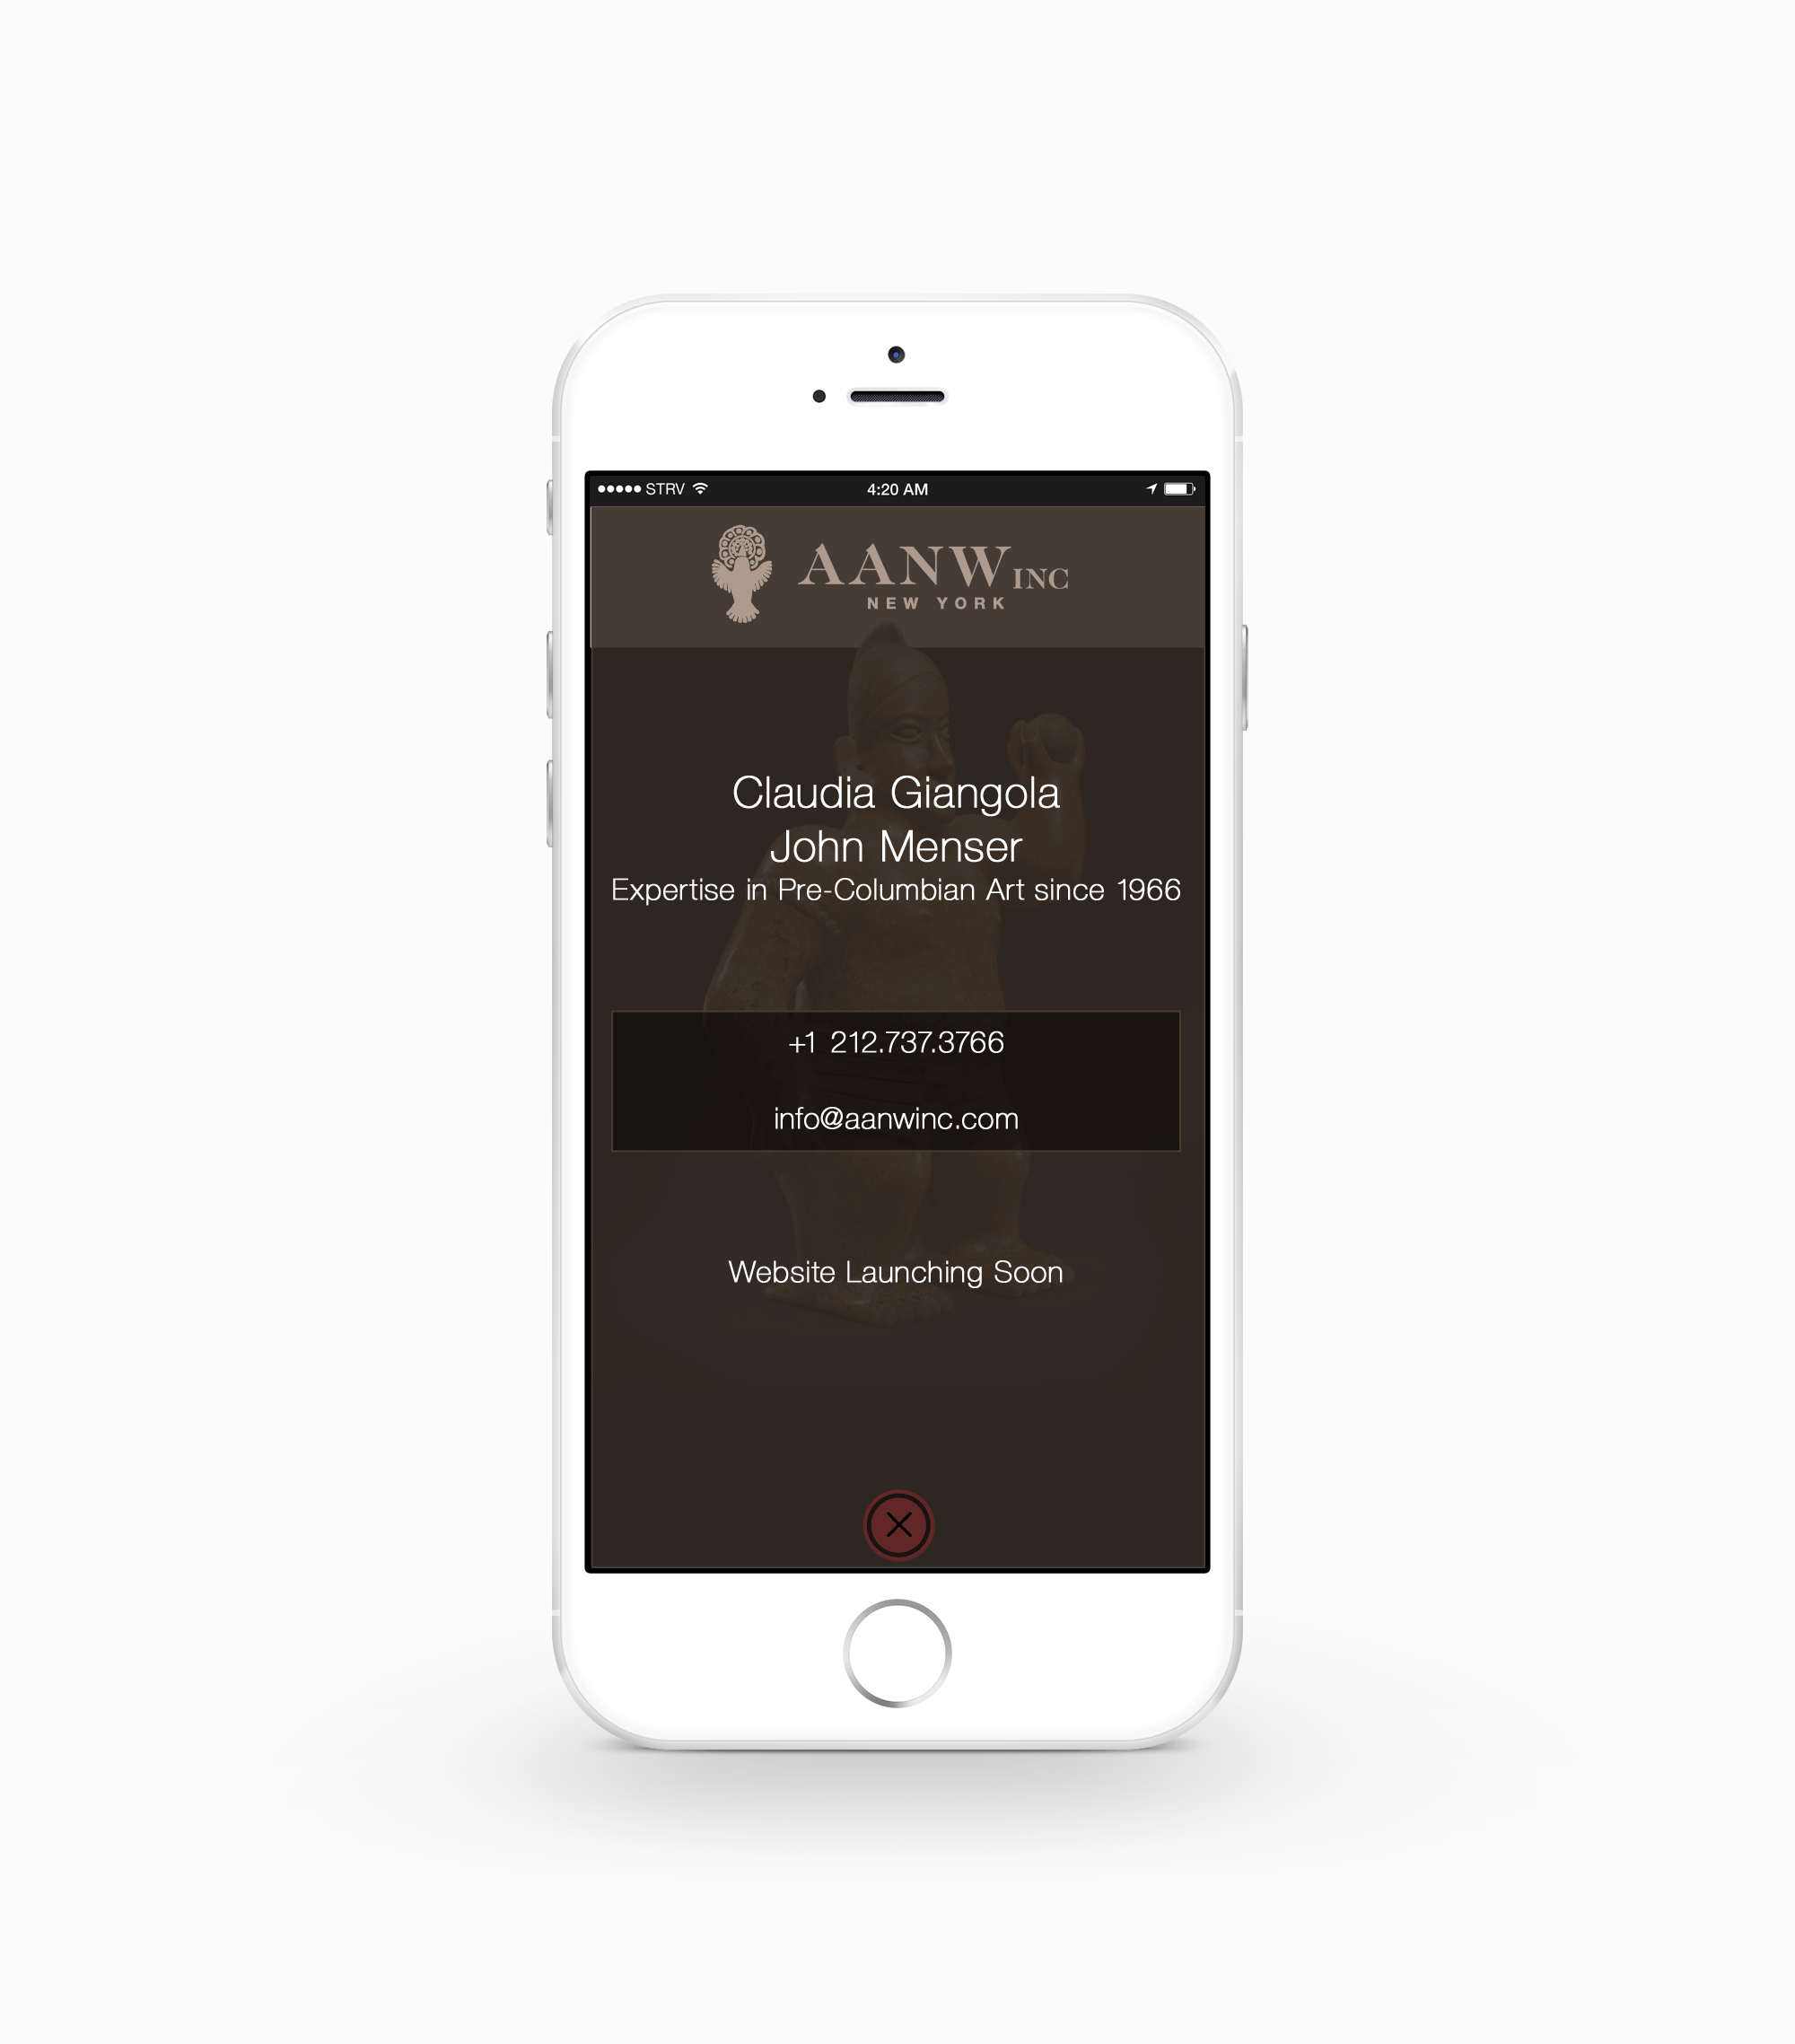 STRV 4:20 AM
AANW INC
NEW YORK
Claudia Giangola
John Menser
Expertise in Pre-Columbian Art since 1966
+1 212.737.3766
info@aanwinc.com
Website Launching Soon